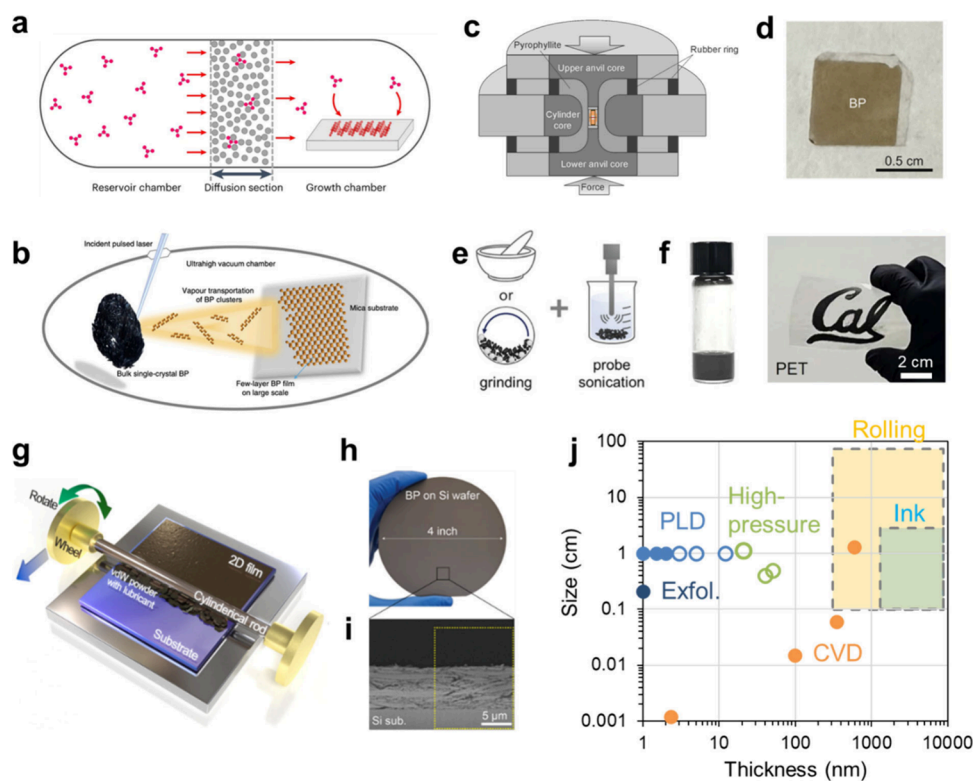 a
Reservoir chamber
Diffusion section
Growth chamber
c
Pyrophyllite
Rubber ring
Upper anvil core
Cylinder
core
Lower anvil core
Force
d
BP
0.5 cm
b
Incident pulsed laser
Ultrahigh vacuum chamber
Vapour transportation
of BP clusters
Mica substrate
Bulk single-crystal BP
Few-layer BP film
on large scale
e
or
grinding
+
probe
sonication
f
Cal
PET
2 cm
g
Rotate
Wheel
2D film
vdW powder
with lubricant
Cylinderical rod
Substrate
h
BP on Si wafer
4 inch
i
Si sub.
5 µm
j
Rolling
Ink
High-
pressure
PLD
Exfol.
CVD
Size (cm)
100
10
1
0.1
0.01
0.001
1
10
100
1000
10000
Thickness (nm)